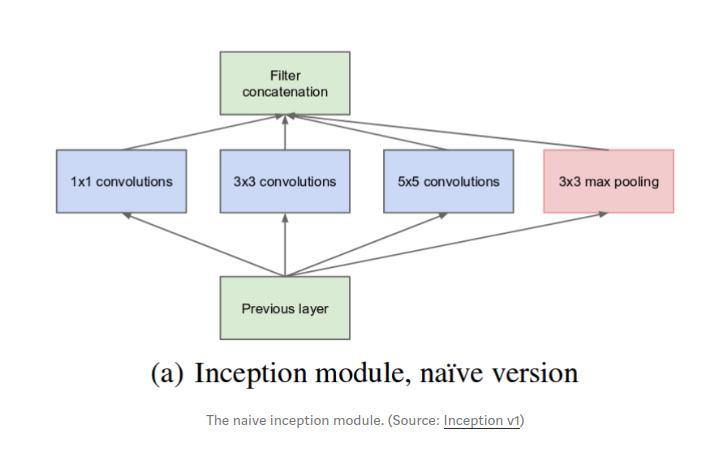 Filter
concatenation
1x1 convolutions
3x3 convolutions
5x5 convolutions
3x3 max pooling
Previous layer
(a) Inception module, naïve version
The naive inception module. (Source: Inception v1)